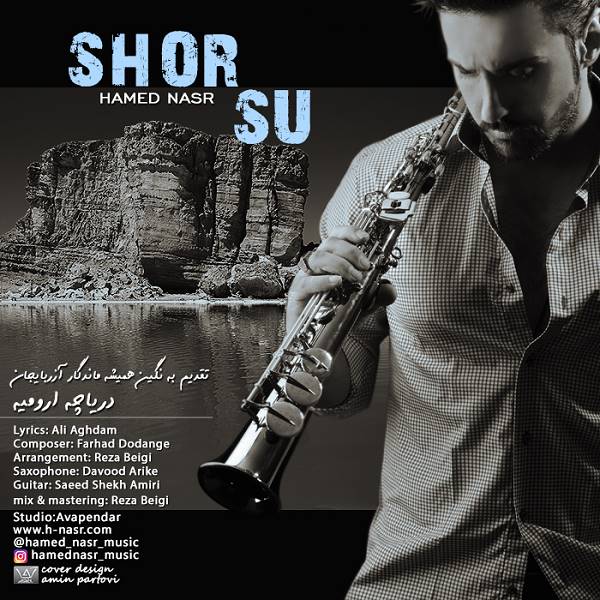 SHOR
HAMED NASR
SU
تقدیم به نگین همیشه ماندگار آذربایجان
دریاچه ارومیه
Lyrics: Ali Aghdam
Composer: Farhad Dodange
Arrangement: Reza Beigi
Saxophone: Davood Arike
Guitar: Saeed Shekh Amiri
mix & mastering: Reza Beigi
Studio:Avapendar
www.h-nasr.com
@hamed_nasr_music
hamednasr_music
cover design
amin partovi